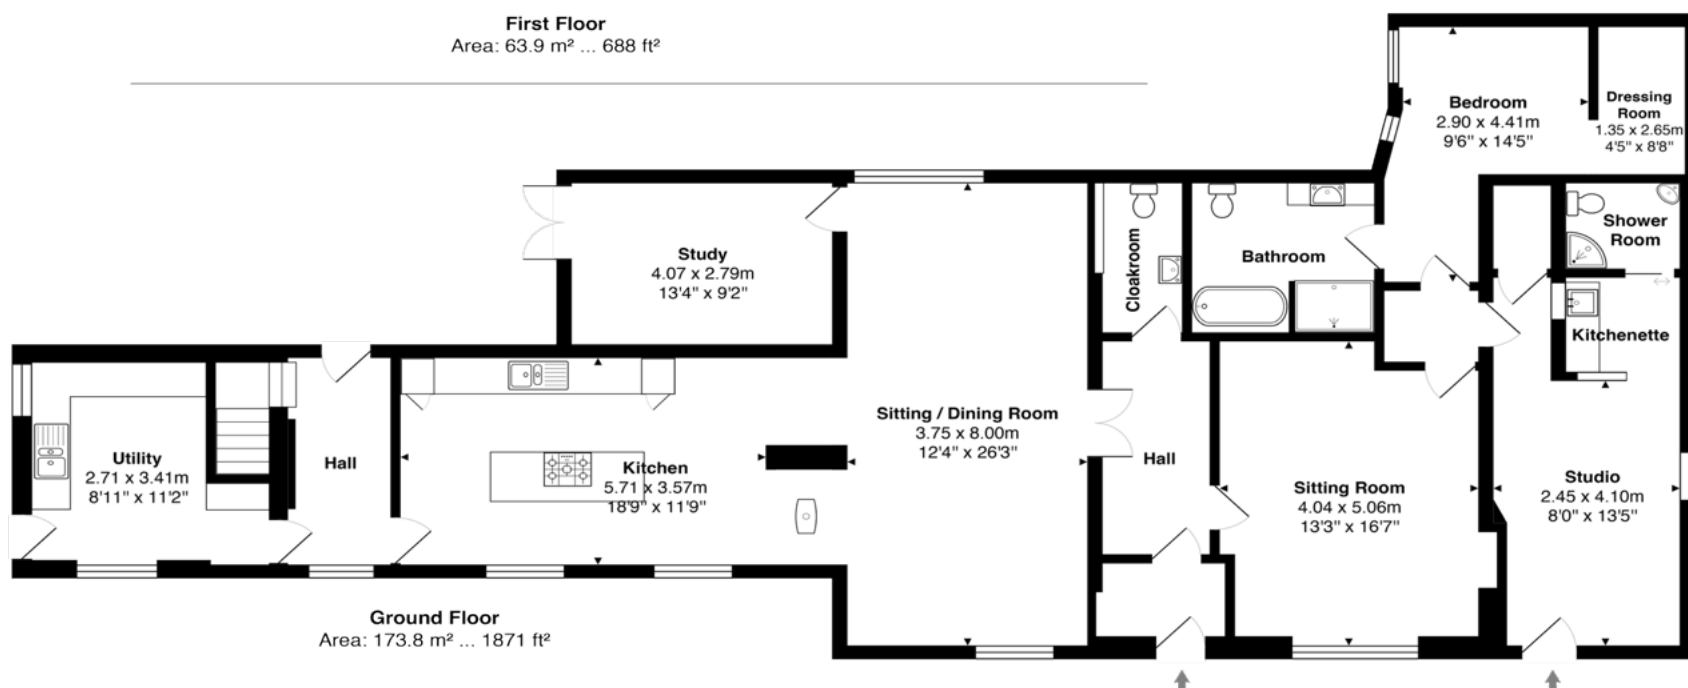 First Floor
Area: 63.9 m² ... 688 ft²
Bedroom
2.90 x 4.41m
9'6" x 14'5"
Dressing
Room
1.35 x 2.65m
4'5" x 8'8"
Study
4.07 x 2.79m
13'4" x 9'2"
Cloakroom
Bathroom
Shower
Room
Kitchenette
Utility
2.71 x 3.41m
8'11" x 11'2"
Hall
Kitchen
5.71 x 3.57m
18'9" x 11'9"
Sitting / Dining Room
3.75 x 8.00m
12'4" x 26'3"
Hall
Sitting Room
4.04 x 5.06m
13'3" x 16'7"
Studio
2.45 x 4.10m
8'0" x 13'5"
Ground Floor
Area: 173.8 m² ... 1871 ft²